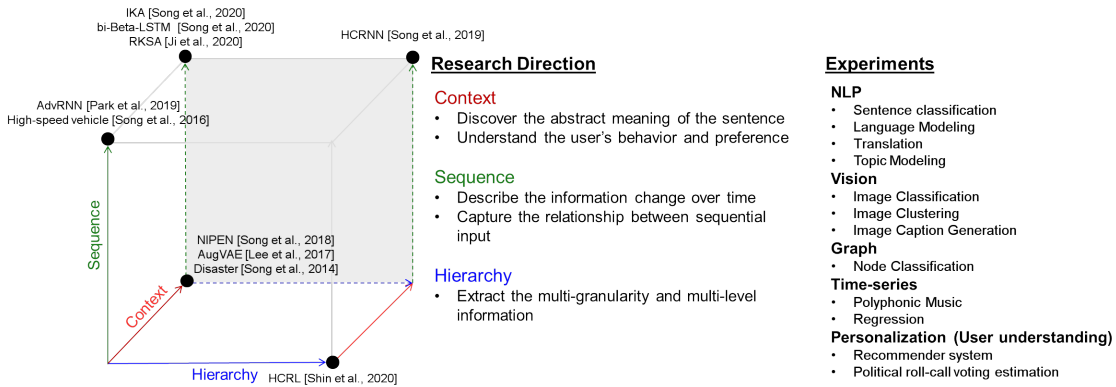 IKA [Song et al., 2020]
bi-Beta-LSTM [Song et al., 2020]
RKSA [Ji et al., 2020]
HCRNN [Song et al., 2019]
AdvRNN [Park et al., 2019]
High-speed vehicle [Song et al., 2016]
Sequence
NIPEN [Song et al., 2018]
AugVAE [Lee et al., 2017]
Disaster [Song et al., 2014]
Context
Hierarchy
HCRL [Shin et al., 2020]
Research Direction
Context
• Discover the abstract meaning of the sentence
• Understand the user's behavior and preference
Sequence
• Describe the information change over time
• Capture the relationship between sequential
input
Hierarchy
• Extract the multi-granularity and multi-level
information
Experiments
NLP
• Sentence classification
• Language Modeling
• Translation
• Topic Modeling
Vision
• Image Classification
• Image Clustering
• Image Caption Generation
Graph
• Node Classification
Time-series
• Polyphonic Music
• Regression
Personalization (User understanding)
• Recommender system
• Political roll-call voting estimation